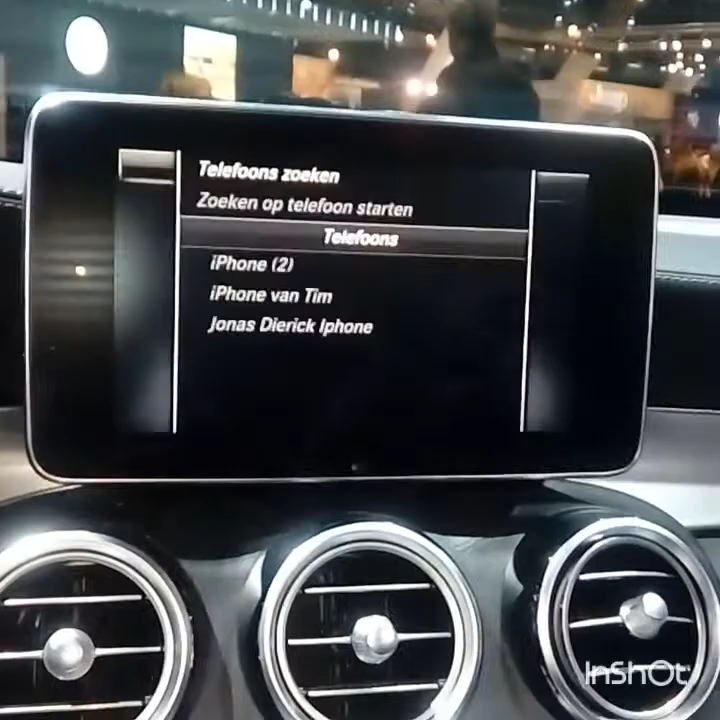 Telefoons zoeken
Zoeken op telefoon starten
Telefoons
iPhone (2)
iPhone van Tim
Jonas Dierick Iphone
InShOt